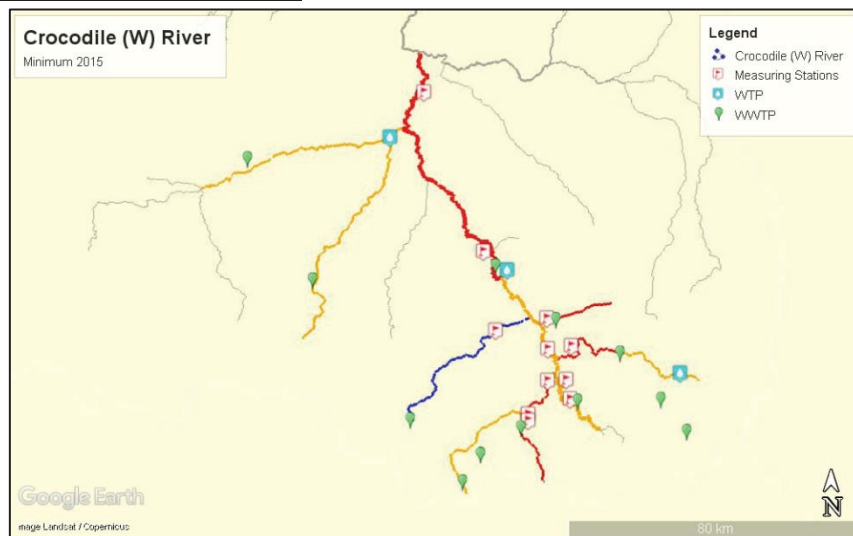 Crocodile (W) River
Minimum 2015
Legend
Crocodile (W) River
Measuring Stations
WTP
WWTP
Google Earth
mage Landsat / Copernicus
80 km
N